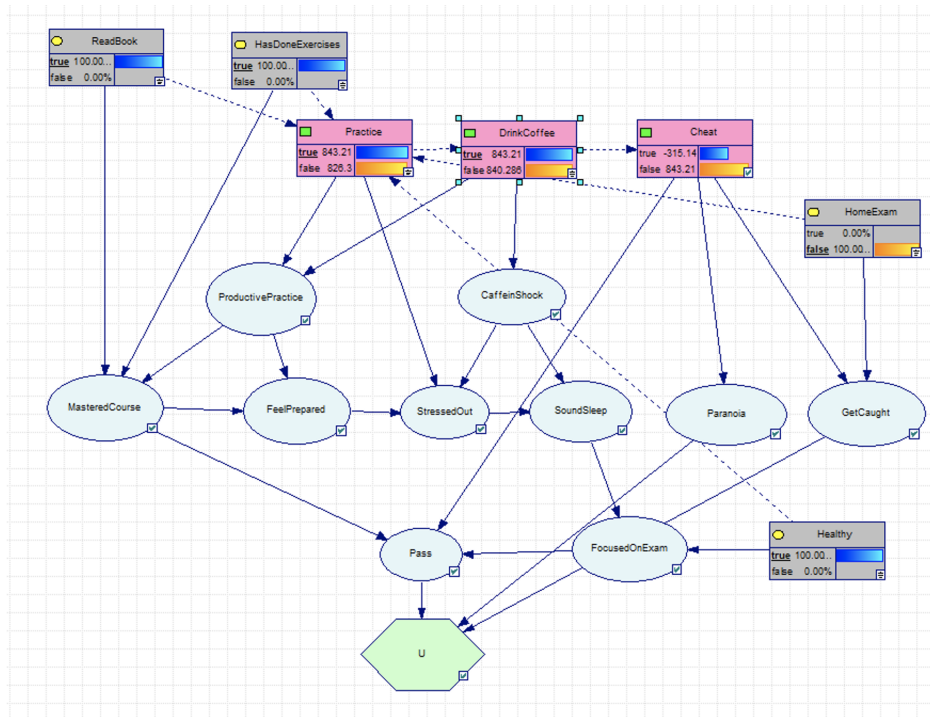 ReadBook
true 100.00...
false 0.00%
HasDoneExercises
true 100.00...
false 0.00%
Practice
true 843.21
false 826.3
DrinkCoffee
true 843.21
false 840.286
Cheat
true -315.14
false 843.21
HomeExam
true 0.00%
false 100.00...
ProductivePractice
CaffeinShock
MasteredCourse
FeelPrepared
StressedOut
SoundSleep
Paranoia
GetCaught
Pass
FocusedOnExam
Healthy
true 100.00...
false 0.00%
U